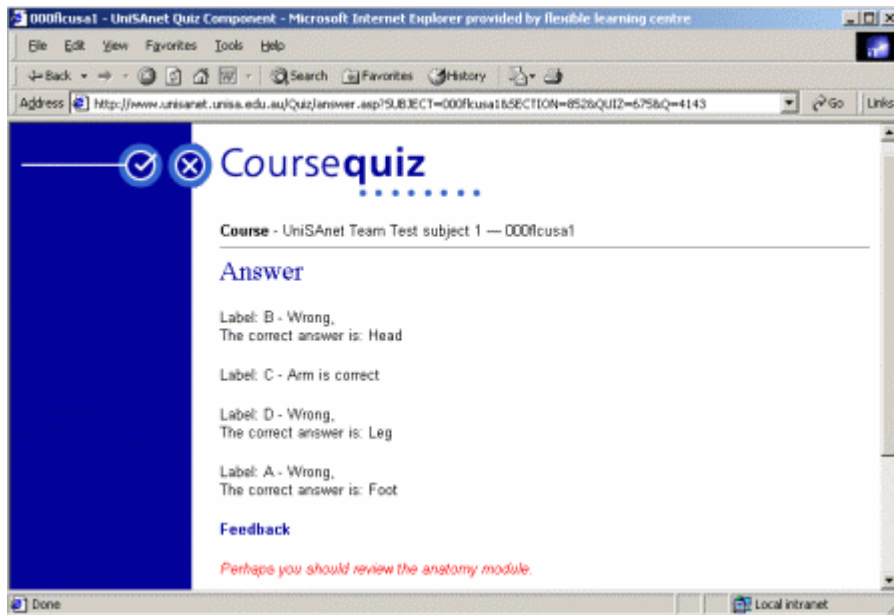 000flcusa1 - UniSAnet Quiz Component - Microsoft Internet Explorer provided by flexible learning centre
File Edit View Favorites Tools Help
Back Search Favorites History
Address http://www.unisanet.unisa.edu.au/Quiz/answer.asp?SUBJECT=000flcusa1&SECTION=852&QUIZ=675&Q=4143 Go Links
Coursequiz
Course - UniSAnet Team Test subject 1 — 000flcusa1
Answer
Label: B - Wrong,
The correct answer is: Head
Label: C - Arm is correct
Label: D - Wrong,
The correct answer is: Leg
Label: A - Wrong,
The correct answer is: Foot
Feedback
Perhaps you should review the anatomy module.
Done Local intranet